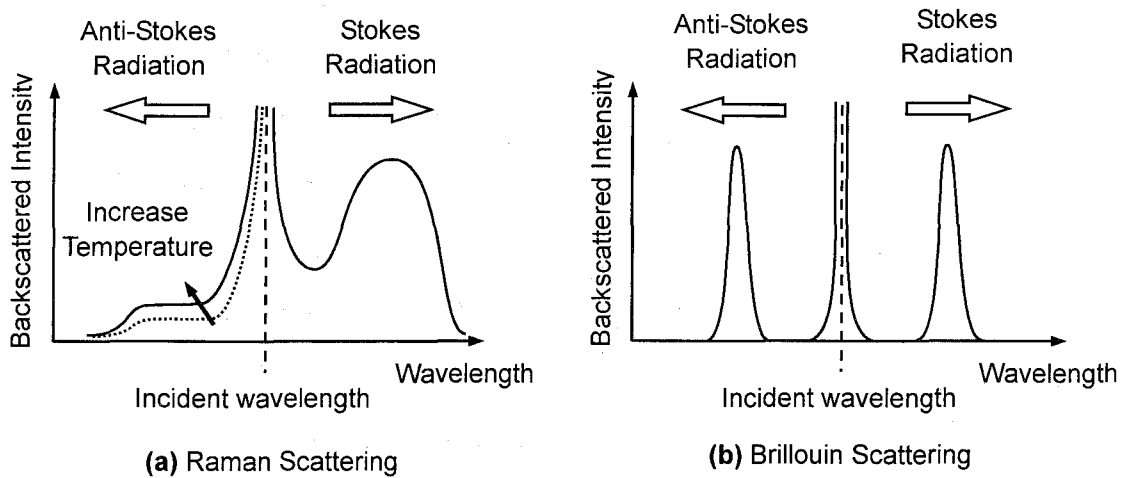 Anti-Stokes
Radiation
Stokes
Radiation
Backscattered Intensity
Increase
Temperature
Wavelength
Incident wavelength
(a) Raman Scattering
Anti-Stokes
Radiation
Stokes
Radiation
Backscattered Intensity
Wavelength
Incident wavelength
(b) Brillouin Scattering